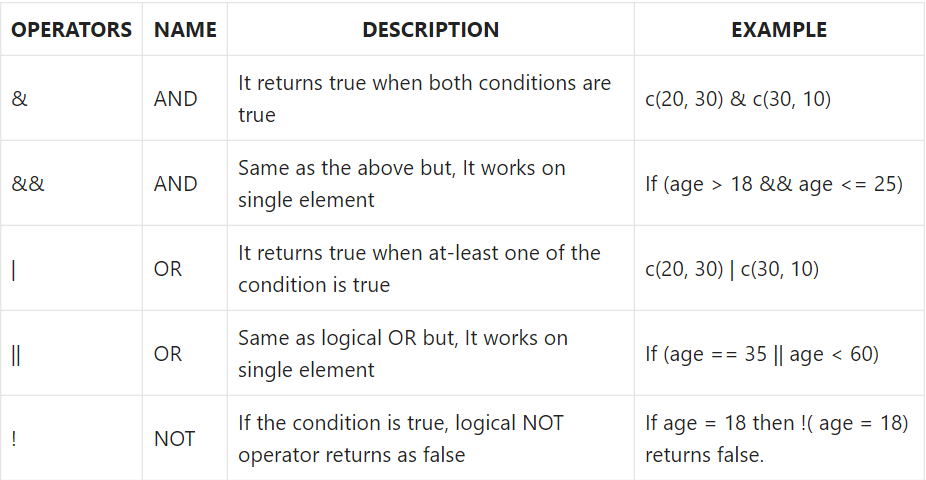 OPERATORS NAME DESCRIPTION EXAMPLE
& AND It returns true when both conditions are
true c(20, 30) & c(30, 10)
&& AND Same as the above but, It works on
single element If (age > 18 && age <= 25)
| OR It returns true when at-least one of the
condition is true c(20, 30) | c(30, 10)
|| OR Same as logical OR but, It works on
single element If (age == 35 || age < 60)
! NOT If the condition is true, logical NOT
operator returns as false If age = 18 then !( age = 18)
returns false.